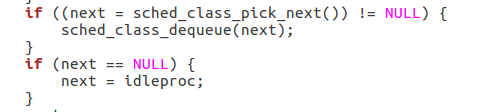 if ((next = sched_class_pick_next()) != NULL) {
    sched_class_dequeue(next);
}
if (next == NULL) {
    next = idleproc;
}